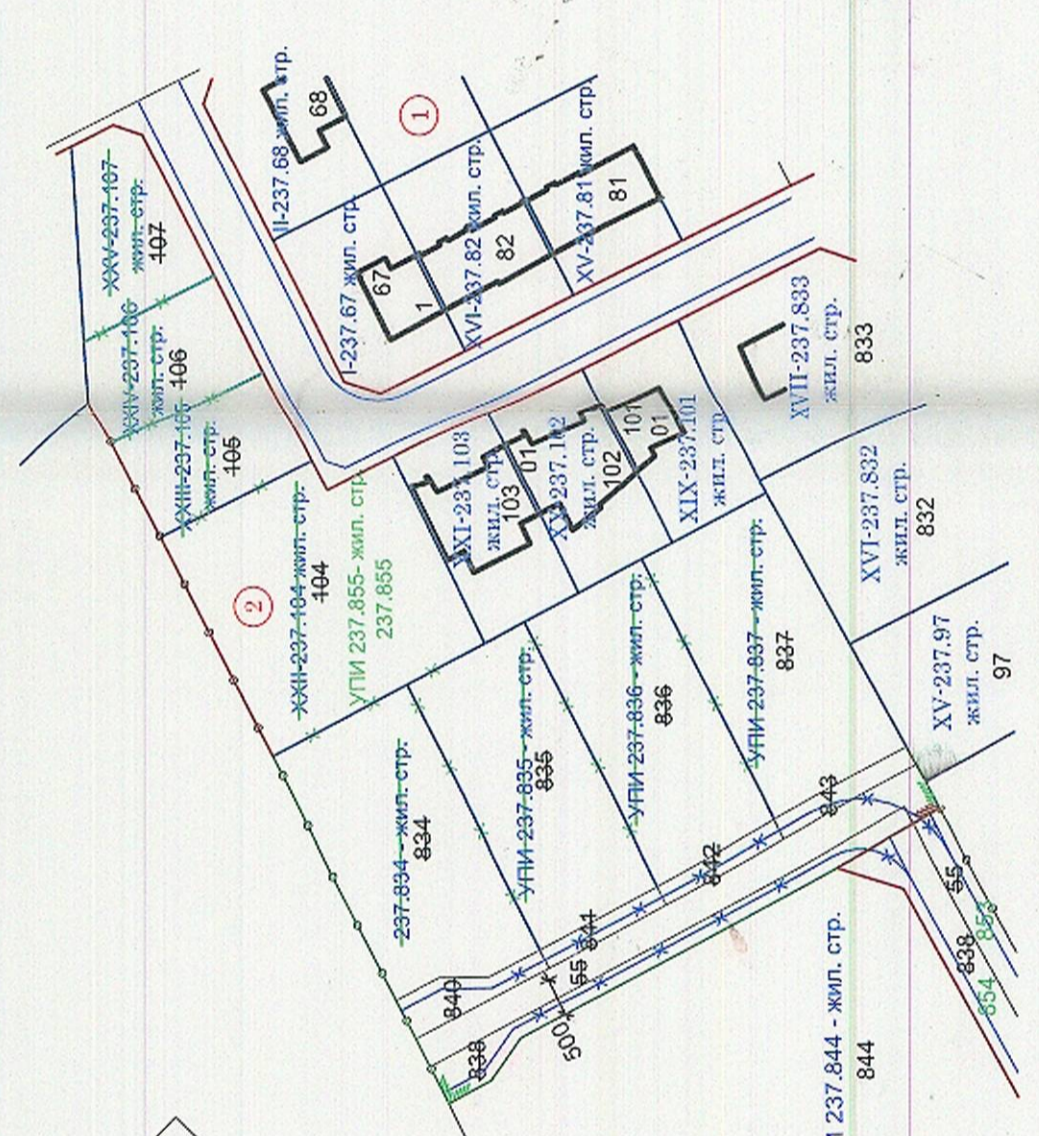 II-237.68 жил. стр.
68
1
XXV-237.107
жил. стр.
107
I-237.67 жил. стр.
67
1
XVI-237.82 жил. стр.
82
XV-237.81 жил. стр.
81
XXIV-237.106
жил. стр.
106
XXIII-237.105
жил. стр.
105
XVII-237.833
жил. стр.
833
XXI-237.103
жил. стр.
103
01
XX-237.102
жил. стр.
102
101
01
XIX-237.101
жил. стр.
2
XXII-237.104 жил. стр.
104
УПИ 237.855- жил. стр.
237.855
XVI-237.832
жил. стр.
832
УПИ 237.837 - жил. стр.
837
УПИ 237.836 - жил. стр.
836
XV-237.97
жил. стр.
97
УПИ 237.835 - жил. стр.
835
237.834 - жил. стр.
834
843
842
841
55
840
838
500
55
853
838
854
237.844 - жил. стр.
844